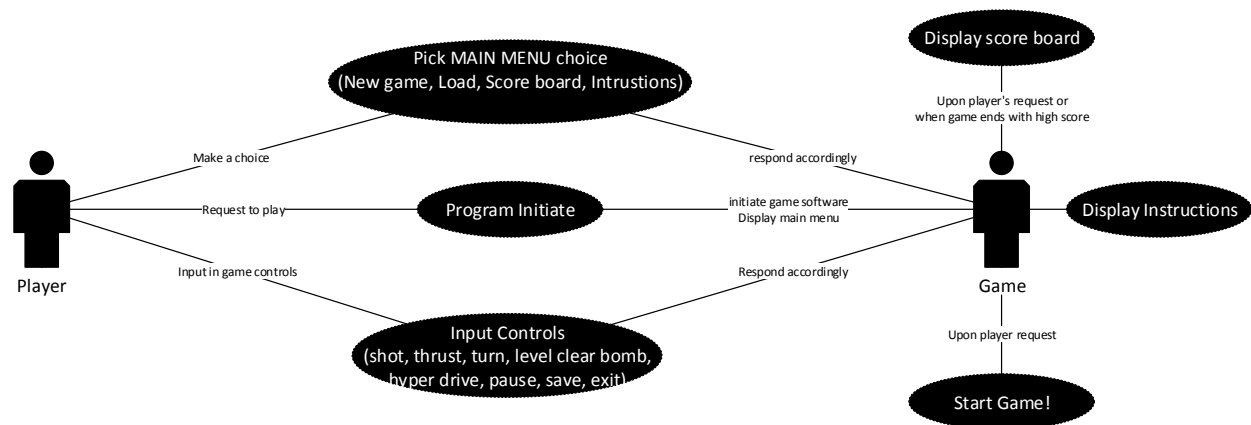 Display score board
Pick MAIN MENU choice
(New game, Load, Score board, Intrustions)
Upon player's request or
when game ends with high score
Make a choice
respond accordingly
Request to play
Program Initiate
initiate game software
Display main menu
Display Instructions
Input in game controls
Respond accordingly
Player
Game
Input Controls
(shot, thrust, turn, level clear bomb,
hyper drive, pause, save, exit)
Upon player request
Start Game!